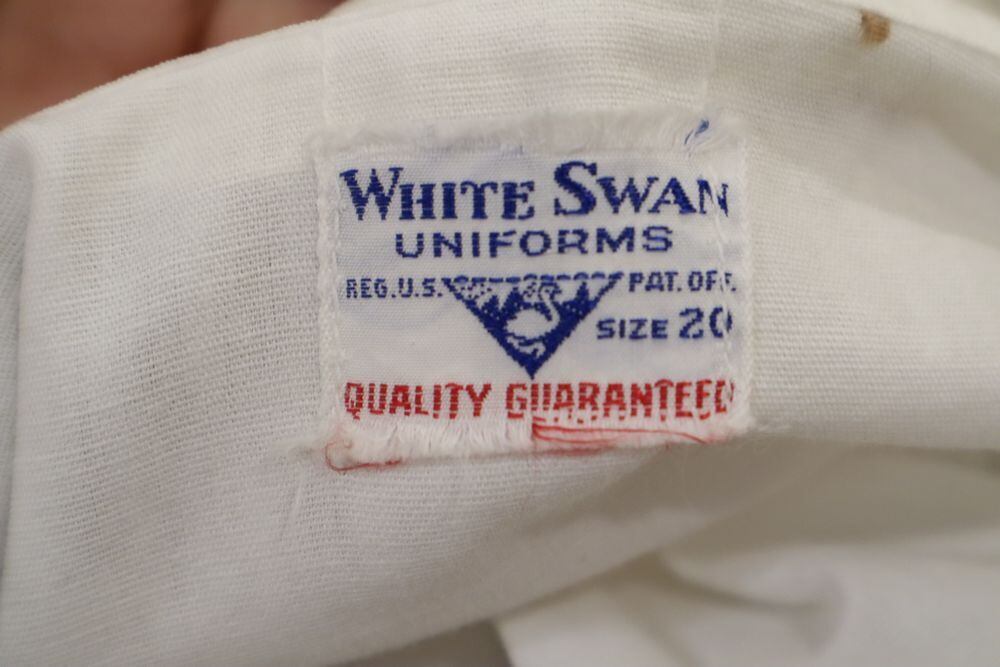 WHITE SWAN
UNIFORMS
REG. U.S. PAT. OFF.
SIZE 20
QUALITY GUARANTEED